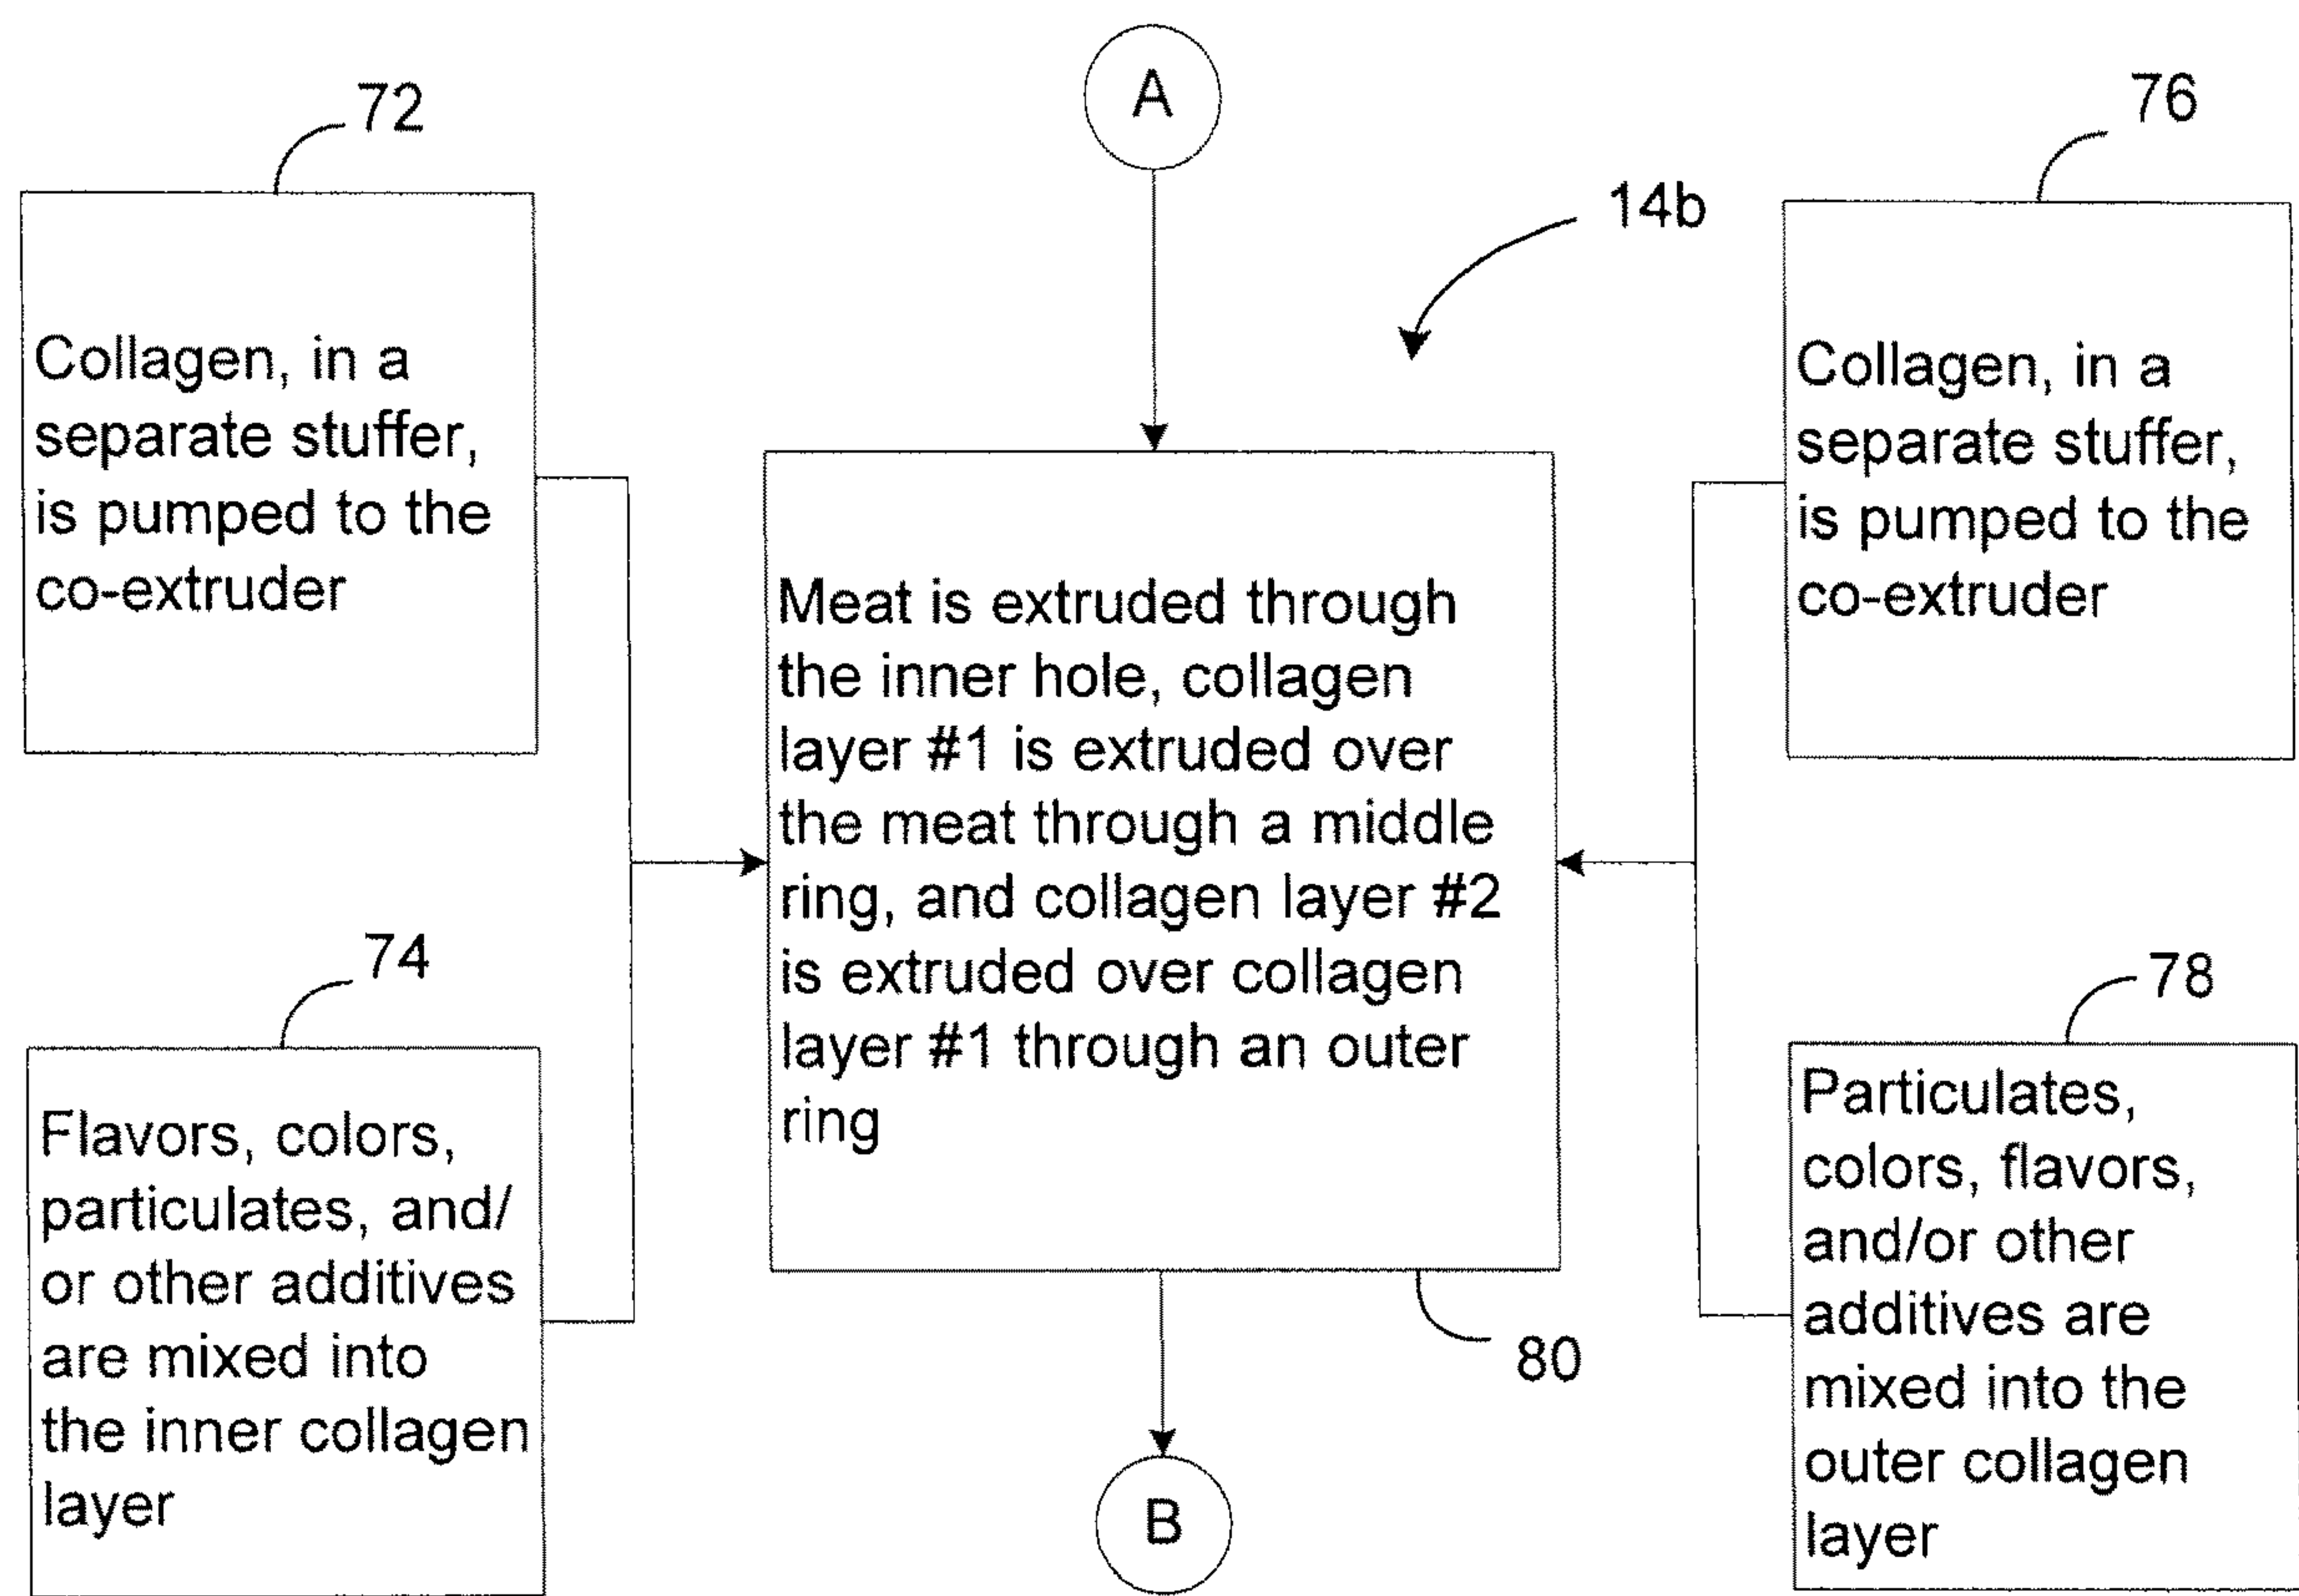 A
72
76
14b
Collagen, in a
separate stuffer,
is pumped to the
co-extruder
Collagen, in a
separate stuffer,
is pumped to the
co-extruder
Meat is extruded through
the inner hole, collagen
layer #1 is extruded over
the meat through a middle
ring, and collagen layer #2
is extruded over collagen
layer #1 through an outer
ring
74
78
Flavors, colors,
particulates, and/
or other additives
are mixed into
the inner collagen
layer
Particulates,
colors, flavors,
and/or other
additives are
mixed into the
outer collagen
layer
80
B